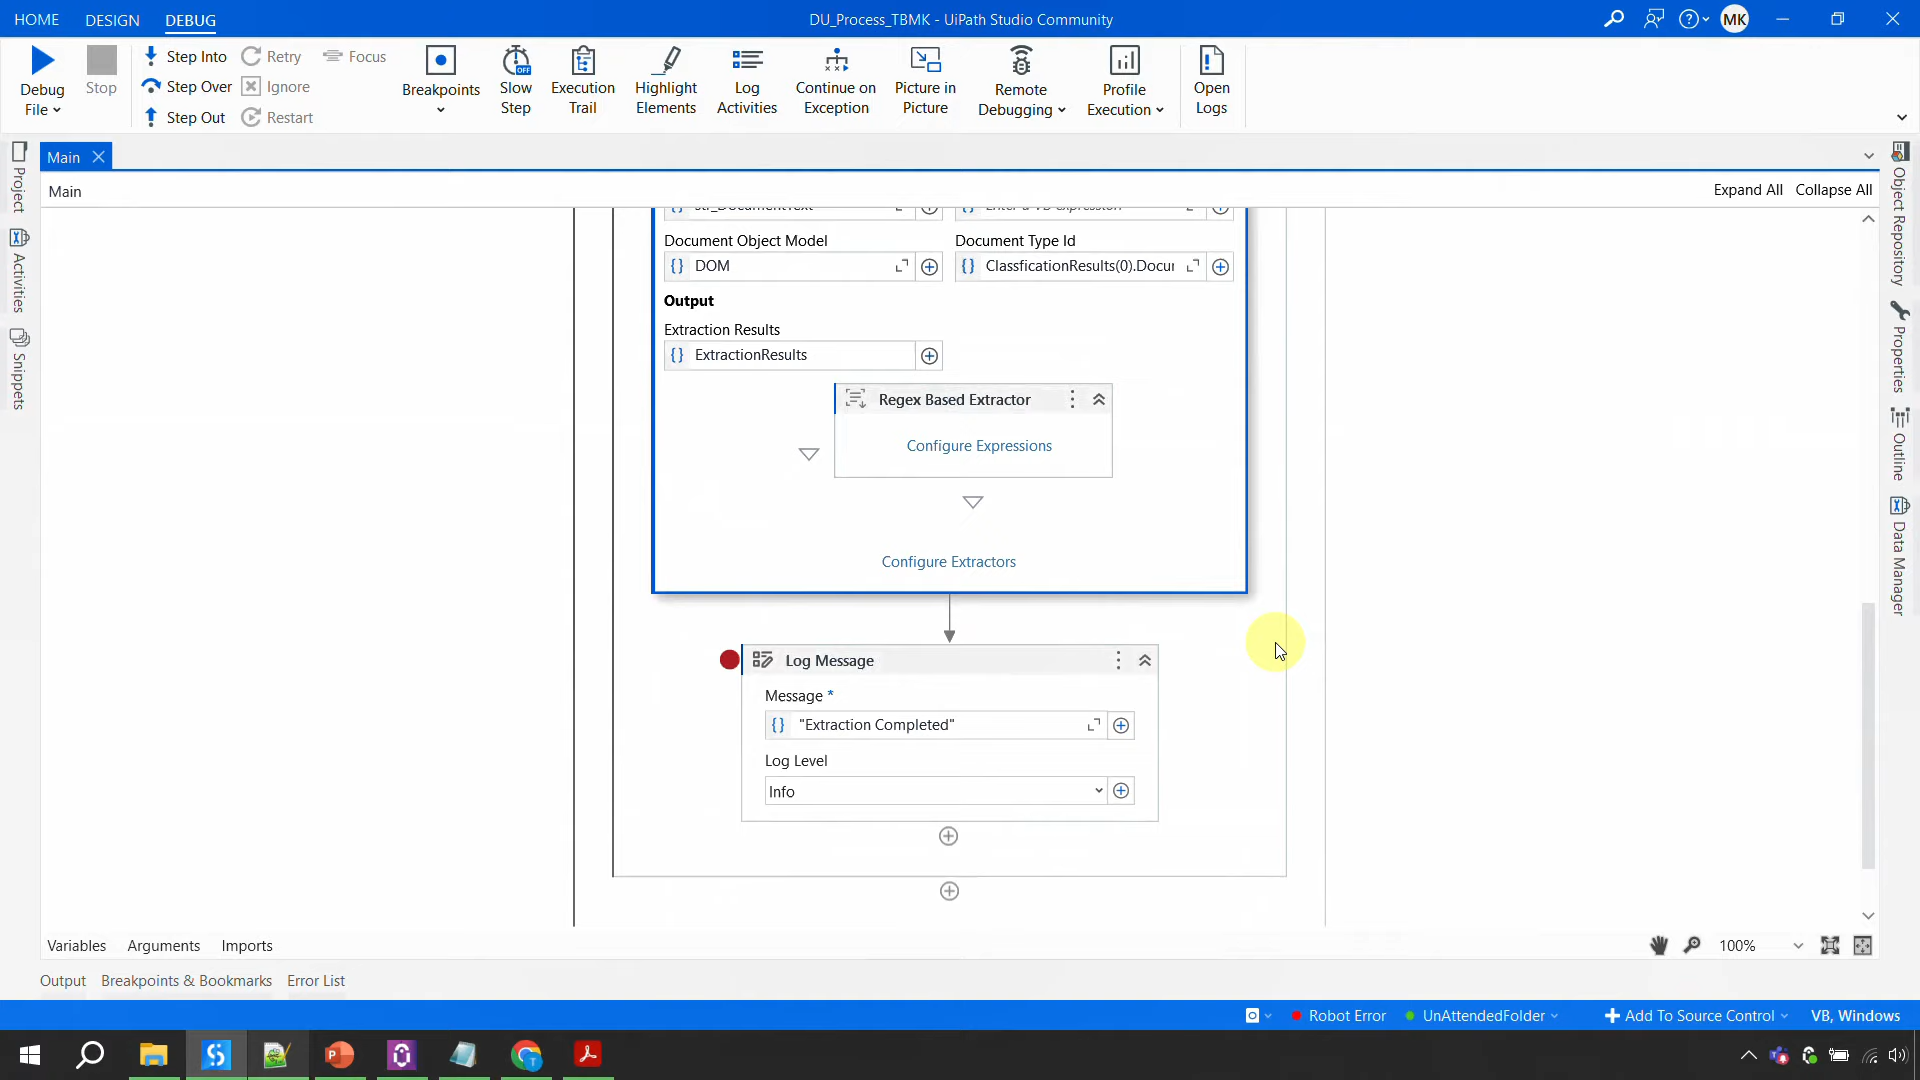 HOME DESIGN DEBUG DU_Process_TBMK - UiPath Studio Community MK
Debug File Stop
Step Into Retry Focus
Step Over Ignore
Step Out Restart
Breakpoints
Slow Step
Execution Trail
Highlight Elements
Log Activities
Continue on Exception
Picture in Picture
Remote Debugging
Profile Execution
Open Logs
Main
Main Expand All Collapse All
Project
Activities
Snippets
Object Repository
Properties
Outline
Data Manager
str_DocumentText Enter a VB expression
Document Object Model Document Type Id
DOM ClassficationResults(0).Docu
Output
Extraction Results
ExtractionResults
Regex Based Extractor
Configure Expressions
Configure Extractors
Log Message
Message *
"Extraction Completed"
Log Level
Info
Variables Arguments Imports 100%
Output Breakpoints & Bookmarks Error List
Robot Error UnAttendedFolder Add To Source Control VB, Windows